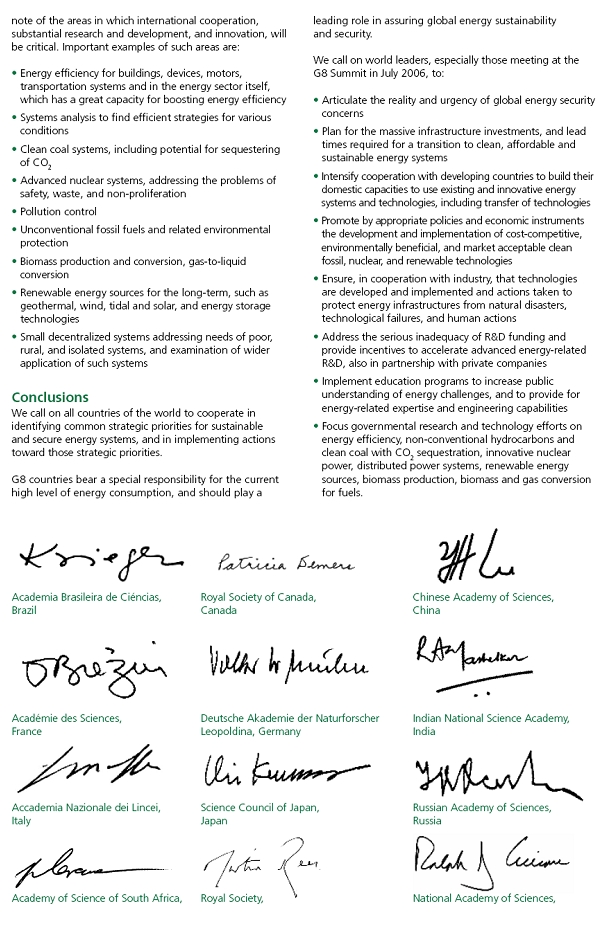 note of the areas in which international cooperation,
substantial research and development, and innovation, will
be critical. Important examples of such areas are:
• Energy efficiency for buildings, devices, motors,
transportation systems and in the energy sector itself,
which has a great capacity for boosting energy efficiency
• Systems analysis to find efficient strategies for various
conditions
• Clean coal systems, including potential for sequestering
of CO2
• Advanced nuclear systems, addressing the problems of
safety, waste, and non-proliferation
• Pollution control
• Unconventional fossil fuels and related environmental
protection
• Biomass production and conversion, gas-to-liquid
conversion
• Renewable energy sources for the long-term, such as
geothermal, wind, tidal and solar, and energy storage
technologies
• Small decentralized systems addressing needs of poor,
rural, and isolated systems, and examination of wider
application of such systems
Conclusions
We call on all countries of the world to cooperate in
identifying common strategic priorities for sustainable
and secure energy systems, and in implementing actions
toward those strategic priorities.
G8 countries bear a special responsibility for the current
high level of energy consumption, and should play a
leading role in assuring global energy sustainability
and security.
We call on world leaders, especially those meeting at the
G8 Summit in July 2006, to:
• Articulate the reality and urgency of global energy security
concerns
• Plan for the massive infrastructure investments, and lead
times required for a transition to clean, affordable and
sustainable energy systems
• Intensify cooperation with developing countries to build their
domestic capacities to use existing and innovative energy
systems and technologies, including transfer of technologies
• Promote by appropriate policies and economic instruments
the development and implementation of cost-competitive,
environmentally beneficial, and market acceptable clean
fossil, nuclear, and renewable technologies
• Ensure, in cooperation with industry, that technologies
are developed and implemented and actions taken to
protect energy infrastructures from natural disasters,
technological failures, and human actions
• Address the serious inadequacy of R&D funding and
provide incentives to accelerate advanced energy-related
R&D, also in partnership with private companies
• Implement education programs to increase public
understanding of energy challenges, and to provide for
energy-related expertise and engineering capabilities
• Focus governmental research and technology efforts on
energy efficiency, non-conventional hydrocarbons and
clean coal with CO2 sequestration, innovative nuclear
power, distributed power systems, renewable energy
sources, biomass production, biomass and gas conversion
for fuels.
Krieger
Academia Brasileira de Ciências,
Brazil
Patricia Demers
Royal Society of Canada,
Canada
Chinese Academy of Sciences,
China
Académie des Sciences,
France
Deutsche Akademie der Naturforscher
Leopoldina, Germany
Indian National Science Academy,
India
Accademia Nazionale dei Lincei,
Italy
Science Council of Japan,
Japan
Russian Academy of Sciences,
Russia
Academy of Science of South Africa,
Martin Rees
Royal Society,
Ralph J Cicerone
National Academy of Sciences,